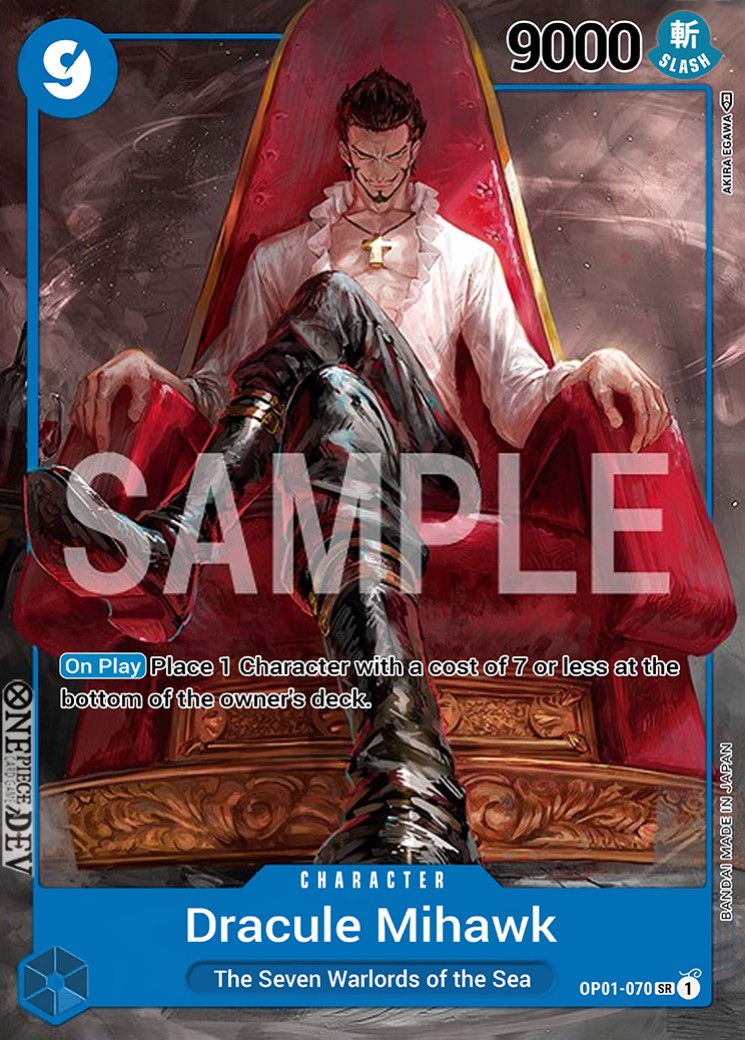 9
9000
斬
SLASH
AKIRA EGAWA
SAMPLE
On Play Place 1 Character with a cost of 7 or less at the
bottom of the owner's deck.
ONE PIECE
CARD GAME
.DEV
BANDAI MADE IN JAPAN
CHARACTER
Dracule Mihawk
The Seven Warlords of the Sea
OP01-070 SR 1